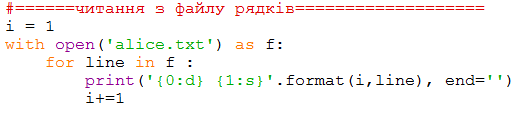 #======читання з файлу рядків===================
i = 1
with open('alice.txt') as f:
    for line in f :
        print('{0:d} {1:s}'.format(i,line), end='')
        i+=1